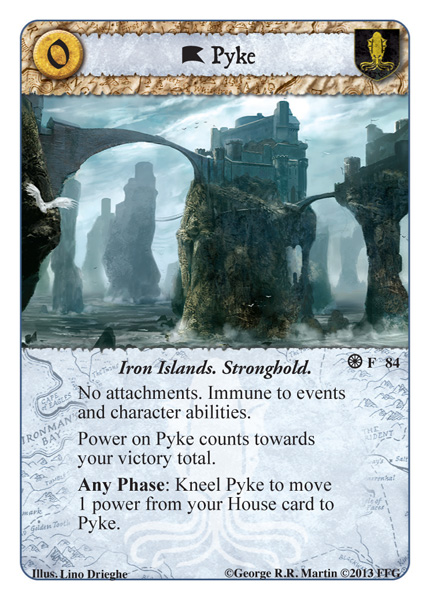 0
Pyke
Iron Islands. Stronghold.
F 84
No attachments. Immune to events
and character abilities.
Power on Pyke counts towards
your victory total.
Any Phase: Kneel Pyke to move
1 power from your House card to
Pyke.
IRONMAN
BAY
Illus. Lino Drieghe
©George R.R. Martin ©2013 FFG